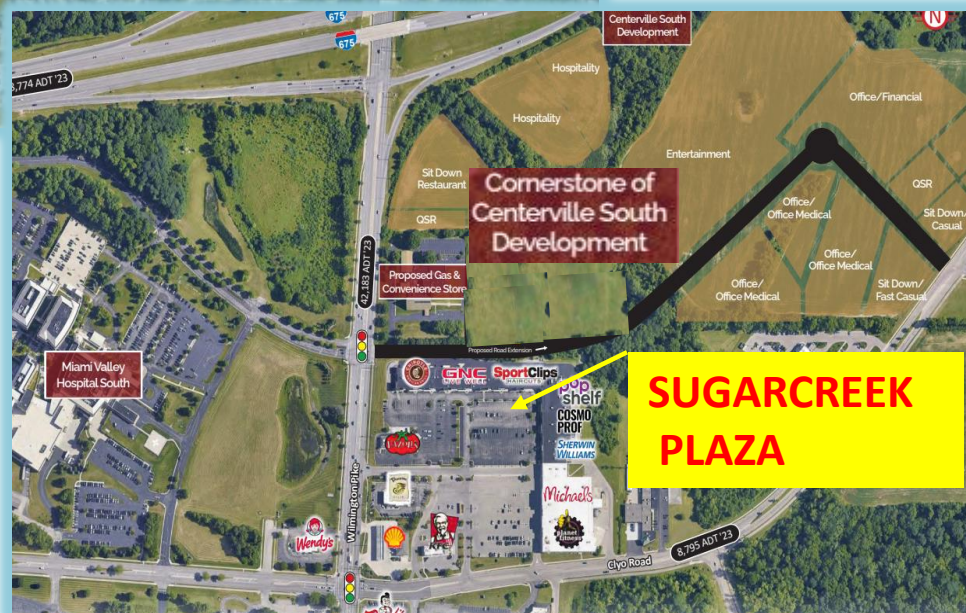 675
675
,774 ADT '23
Centerville South
Development
N
Hospitality
Hospitality
Office/Financial
Entertainment
Sit Down
Restaurant
QSR
Cornerstone of
Centerville South
Development
QSR
Sit Down/
Casual
Office/
Office Medical
Office/
Office Medical
Office/
Office Medical
Sit Down/
Fast Casual
42,183 ADT '23
Proposed Gas &
Convenience Store
Proposed Road Extension
Miami Valley
Hospital South
GNC
LIVE WELL
SportClips
HAIRCUTS
pop
shelf
COSMO
PROF
SHERWIN
WILLIAMS
SUGARCREEK
PLAZA
Michaels
planet
fitness
Wilmington Pike
Wendy's
KFC
Clyo Road
8,795 ADT '23